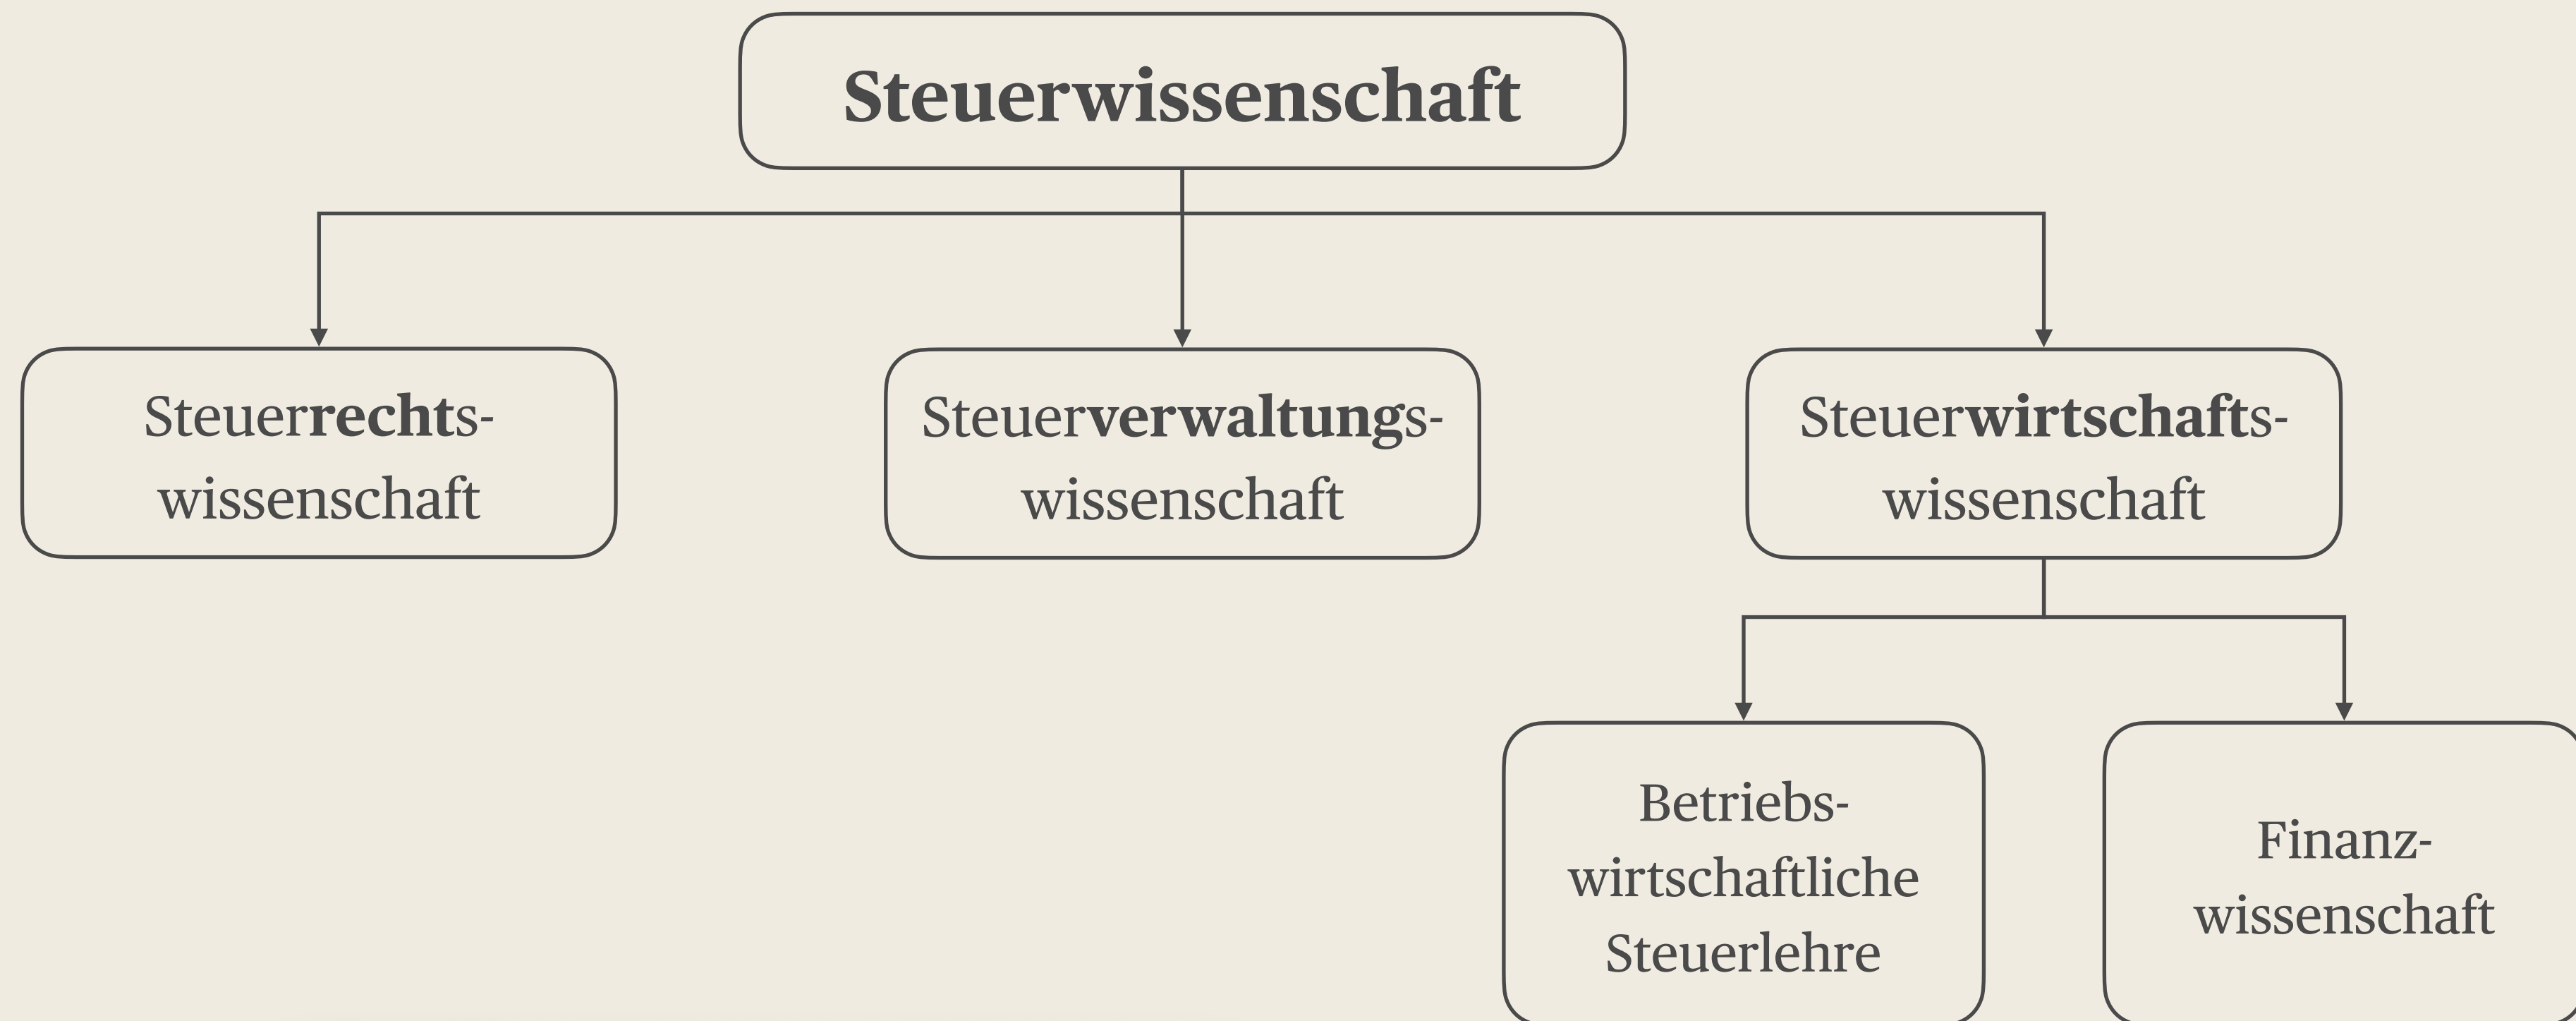 Steuerwissenschaft
Steuerrechts-
wissenschaft
Steuerverwaltungs-
wissenschaft
Steuerwirtschafts-
wissenschaft
Betriebs-
wirtschaftliche
Steuerlehre
Finanz-
wissenschaft